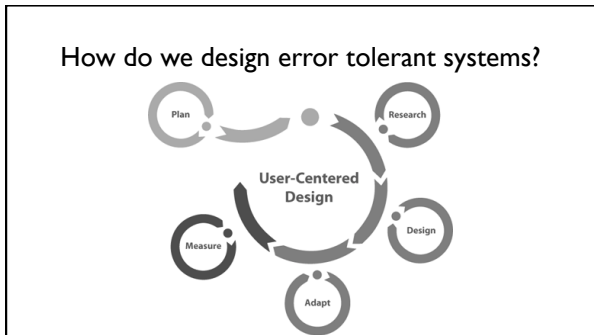 How do we design error tolerant systems?
Plan
Research
User-Centered
Design
Design
Measure
Adapt